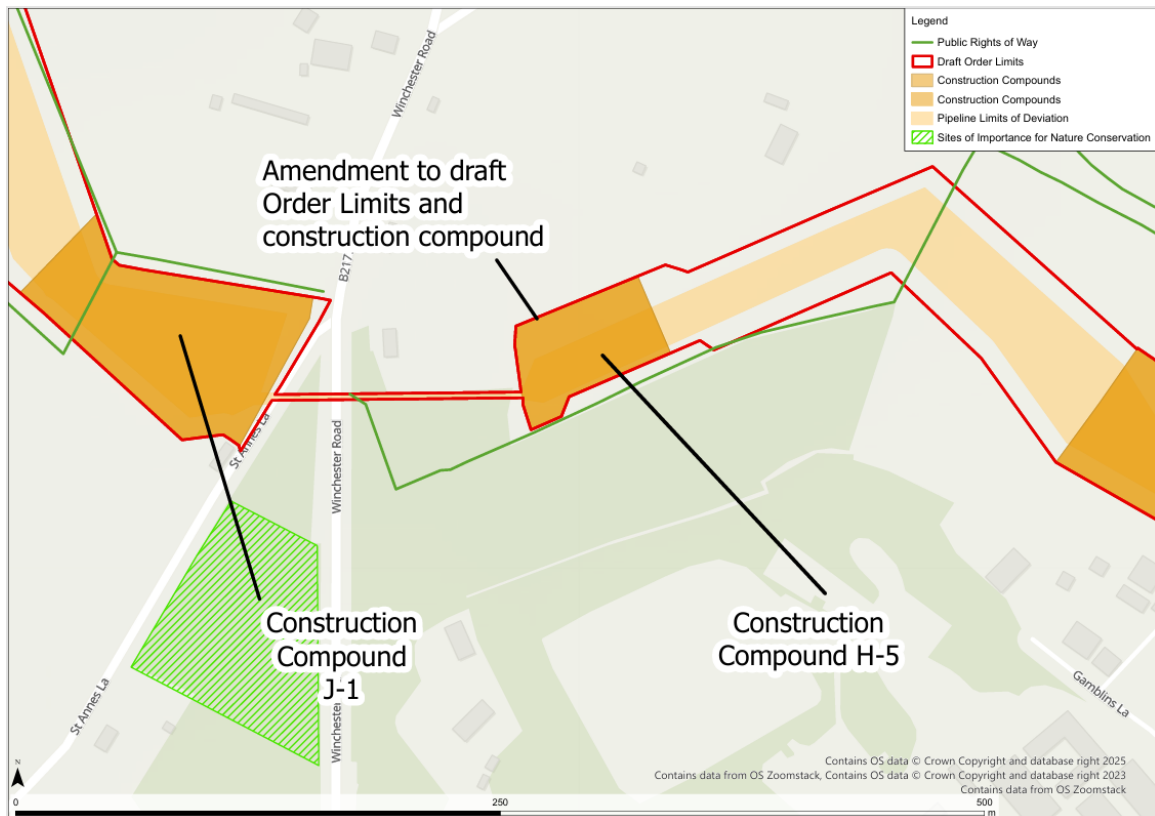 Legend
Public Rights of Way
Draft Order Limits
Construction Compounds
Construction Compounds
Pipeline Limits of Deviation
Sites of Importance for Nature Conservation
Winchester Road
Amendment to draft
Order Limits and
construction compound
B217
St Annes La
Winchester Road
Construction
Compound
J-1
Construction
Compound H-5
St Annes La
Winchester
Gamblins La
Contains OS data © Crown Copyright and database right 2025
Contains data from OS Zoomstack, Contains OS data © Crown Copyright and database right 2023
Contains data from OS Zoomstack
N
0 250 500
m